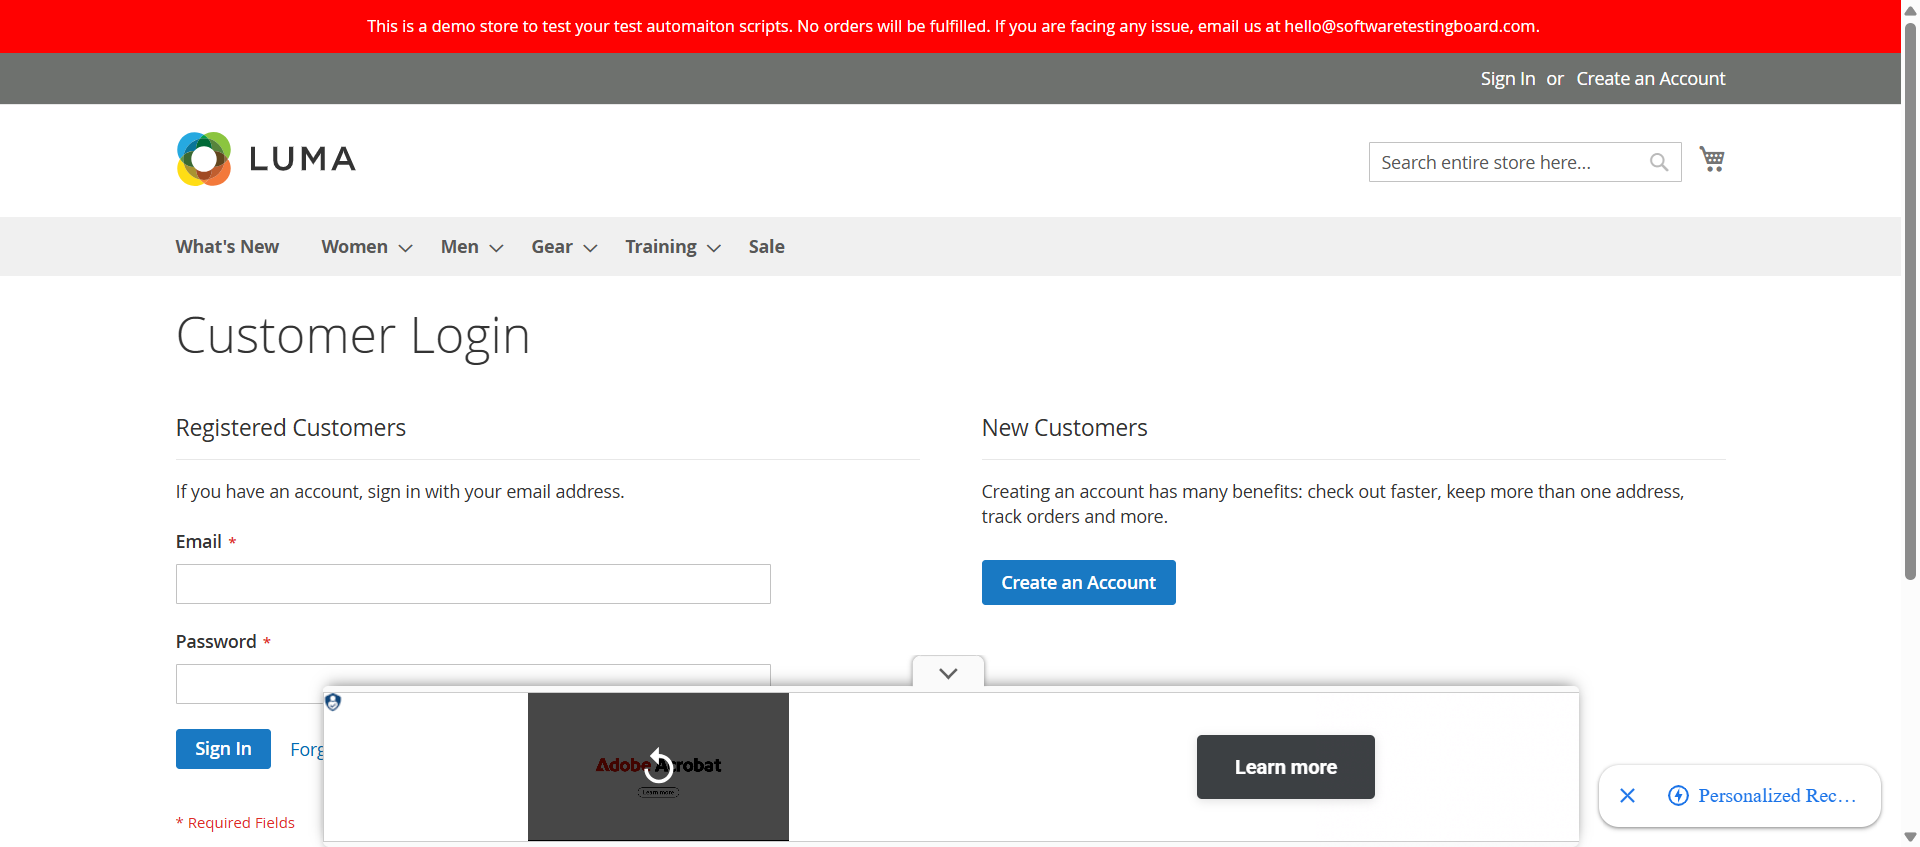 This is a demo store to test your test automaiton scripts. No orders will be fulfilled. If you are facing any issue, email us at hello@softwaretestingboard.com.
Sign In or Create an Account
LUMA
Search entire store here...
What's New Women Men Gear Training Sale
Customer Login
Registered Customers
If you have an account, sign in with your email address.
Email *
Password *
Sign In Forg
* Required Fields
New Customers
Creating an account has many benefits: check out faster, keep more than one address,
track orders and more.
Create an Account
Adobe Acrobat
Learn more
Learn more
Personalized Rec...